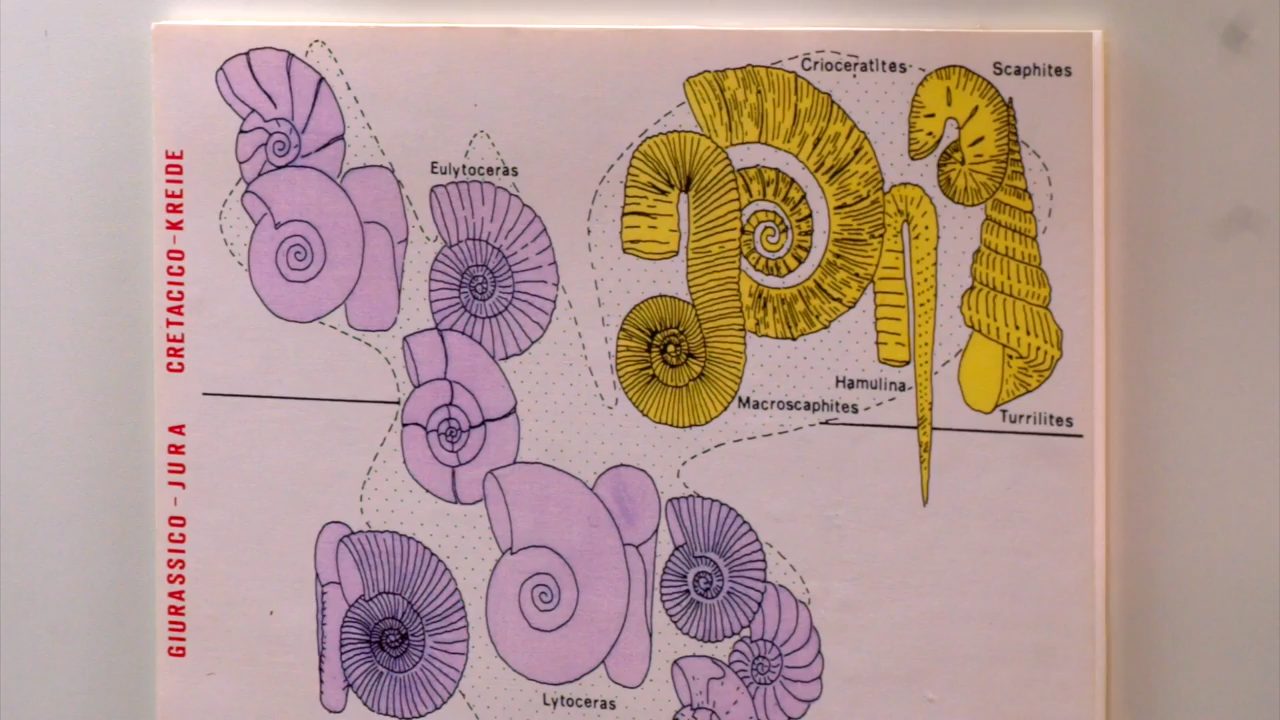 CRETACICO-KREIDE
GIURASSICO-JURA
Eulytoceras
Crioceratites
Scaphites
Hamulina
Macroscaphites
Turrilites
Lytoceras